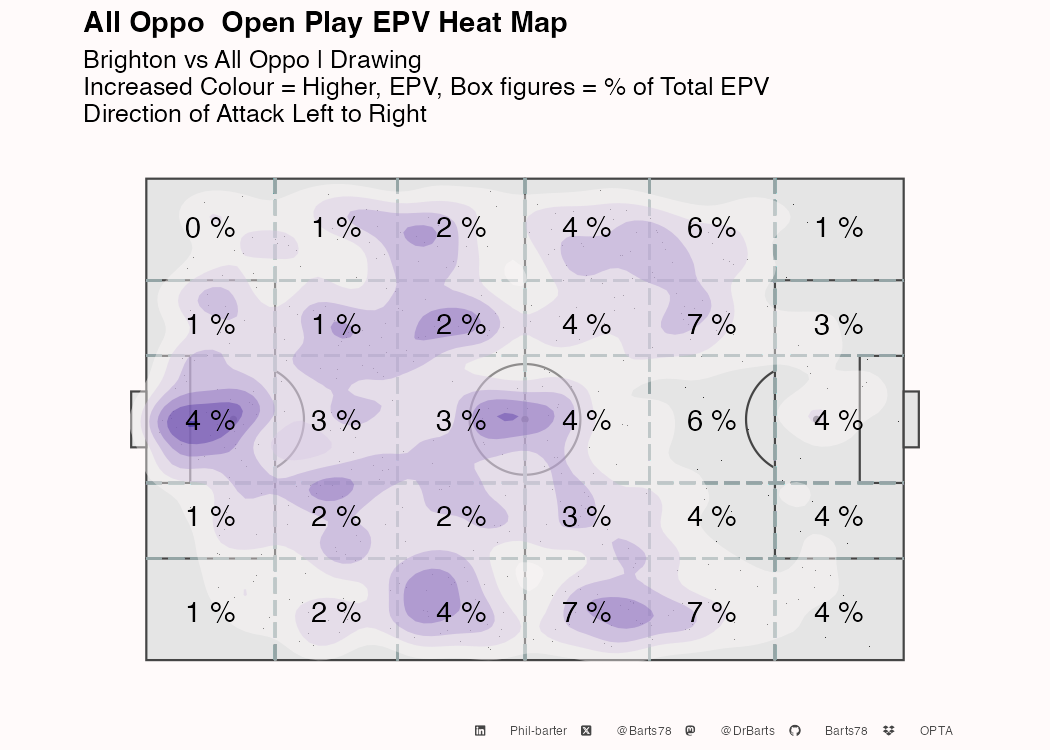 All Oppo  Open Play EPV Heat Map
Brighton vs All Oppo | Drawing
Increased Colour = Higher, EPV, Box figures = % of Total EPV
Direction of Attack Left to Right
0 % 1 % 2 % 4 % 6 % 1 %
1 % 1 % 2 % 4 % 7 % 3 %
4 % 3 % 3 % 4 % 6 % 4 %
1 % 2 % 2 % 3 % 4 % 4 %
1 % 2 % 4 % 7 % 7 % 4 %
Phil-barter @Barts78 @DrBarts Barts78 OPTA